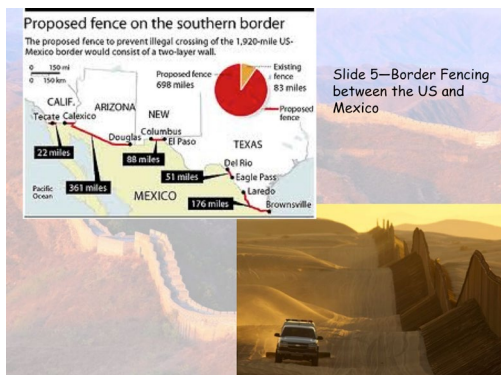 Proposed fence on the southern border
The proposed fence to prevent illegal crossing of the 1,920-mile US-
Mexico border would consist of a two-layer wall.
0 150 mi
0 150 km
Proposed fence
698 miles
Existing
fence
83 miles
Proposed
fence
CALIF.
ARIZONA
NEW
TEXAS
Tecate
Calexico
Douglas
Columbus
El Paso
22 miles
361 miles
88 miles
Del Rio
51 miles
Eagle Pass
Laredo
176 miles
Brownsville
Pacific
Ocean
MEXICO
Slide 5—Border Fencing
between the US and
Mexico